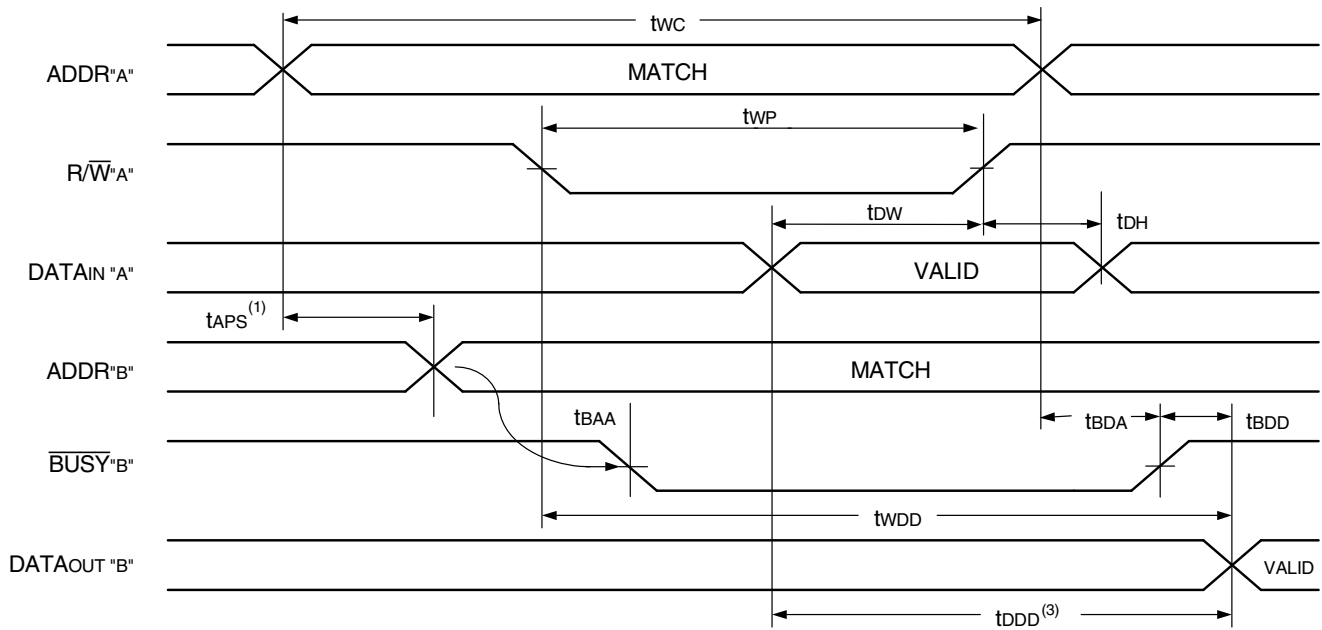 tWC
ADDR"A"
MATCH
tWP
R/W̅"A"
tDW
tDH
DATAIN "A"
VALID
tAPS(1)
ADDR"B"
MATCH
tBAA
tBDA
tBDD
B̅U̅S̅Y̅"B"
tWDD
DATAOUT "B"
VALID
tDDD(3)